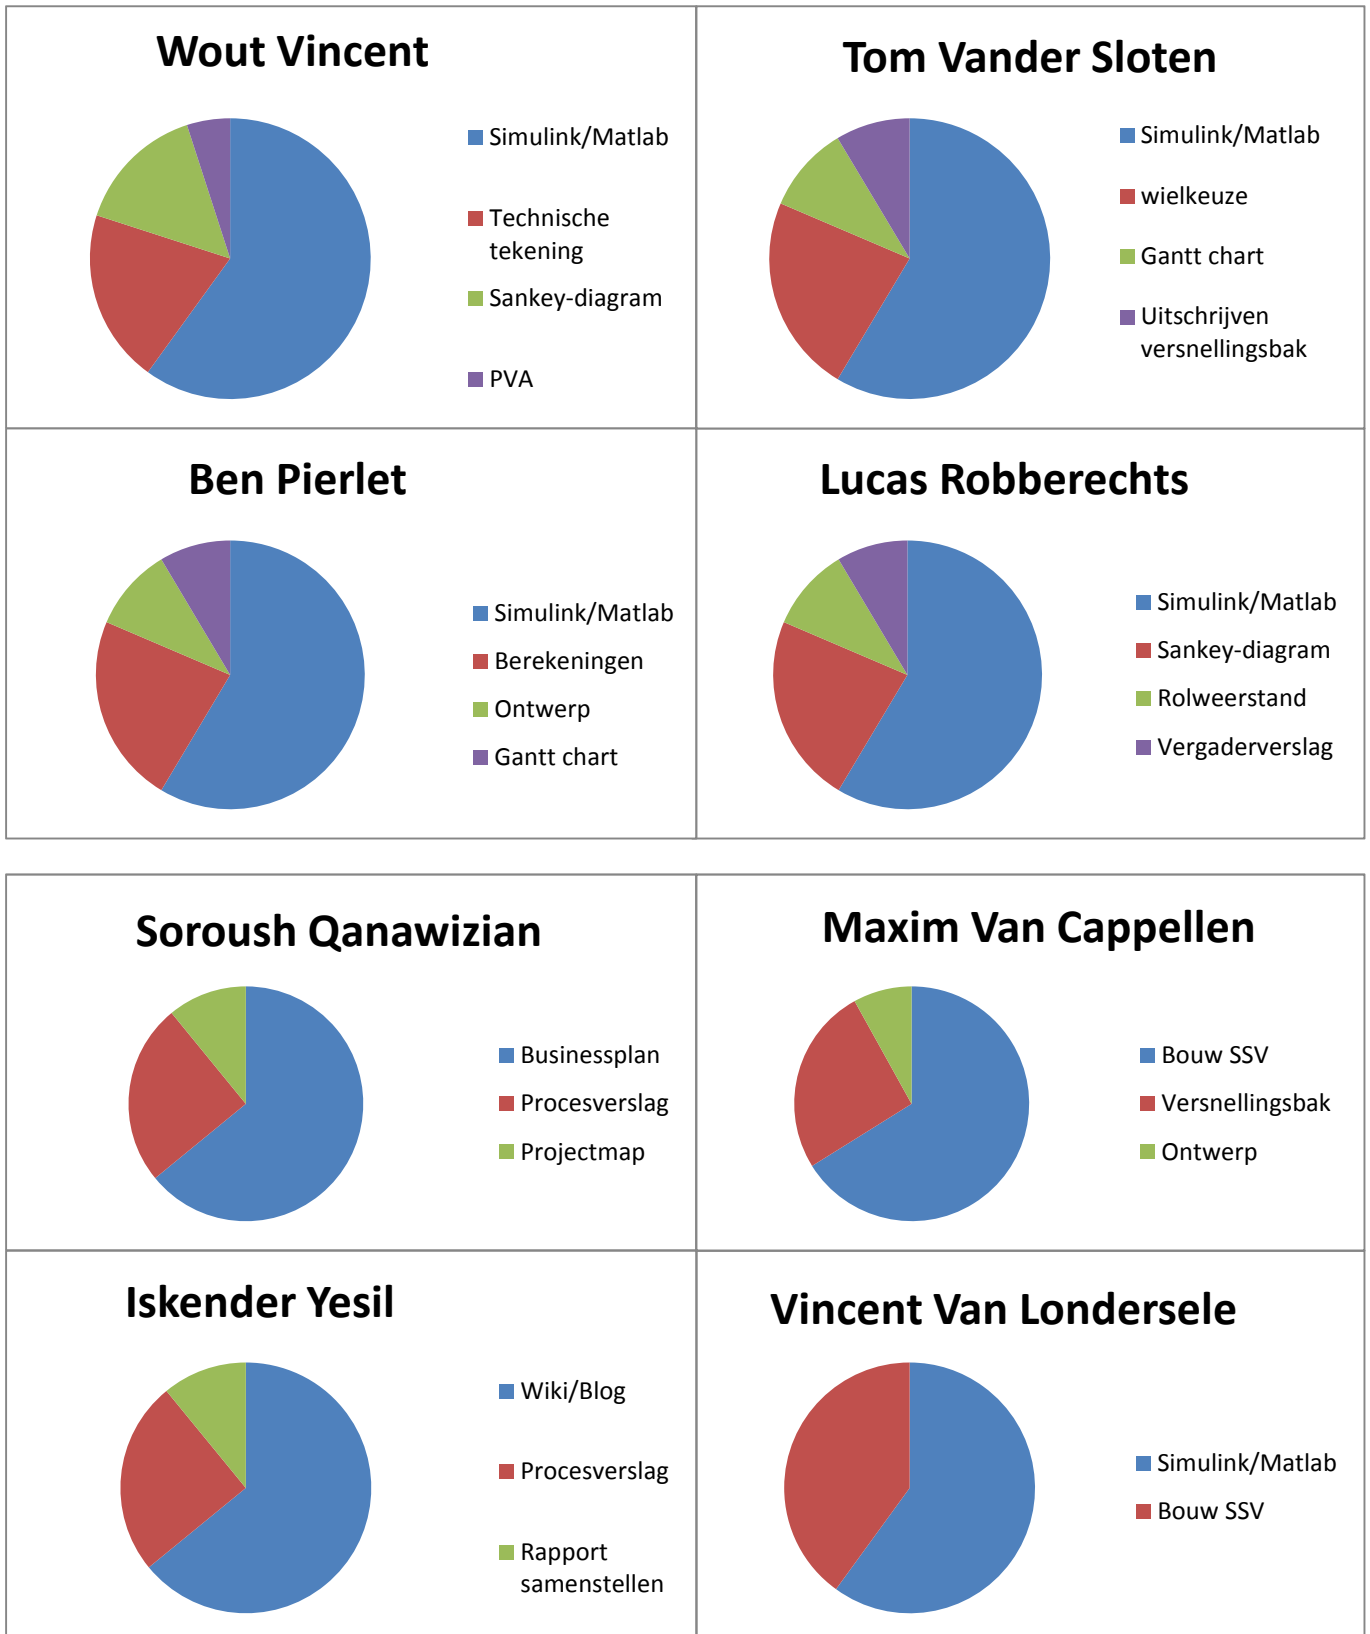 Wout Vincent
Simulink/Matlab
Technische
tekening
Sankey-diagram
PVA
Tom Vander Sloten
Simulink/Matlab
wielkeuze
Gantt chart
Uitschrijven
versnellingsbak
Ben Pierlet
Simulink/Matlab
Berekeningen
Ontwerp
Gantt chart
Lucas Robberechts
Simulink/Matlab
Sankey-diagram
Rolweerstand
Vergaderverslag
Soroush Qanawizian
Businessplan
Procesverslag
Projectmap
Maxim Van Cappellen
Bouw SSV
Versnellingsbak
Ontwerp
Iskender Yesil
Wiki/Blog
Procesverslag
Rapport
samenstellen
Vincent Van Londersele
Simulink/Matlab
Bouw SSV